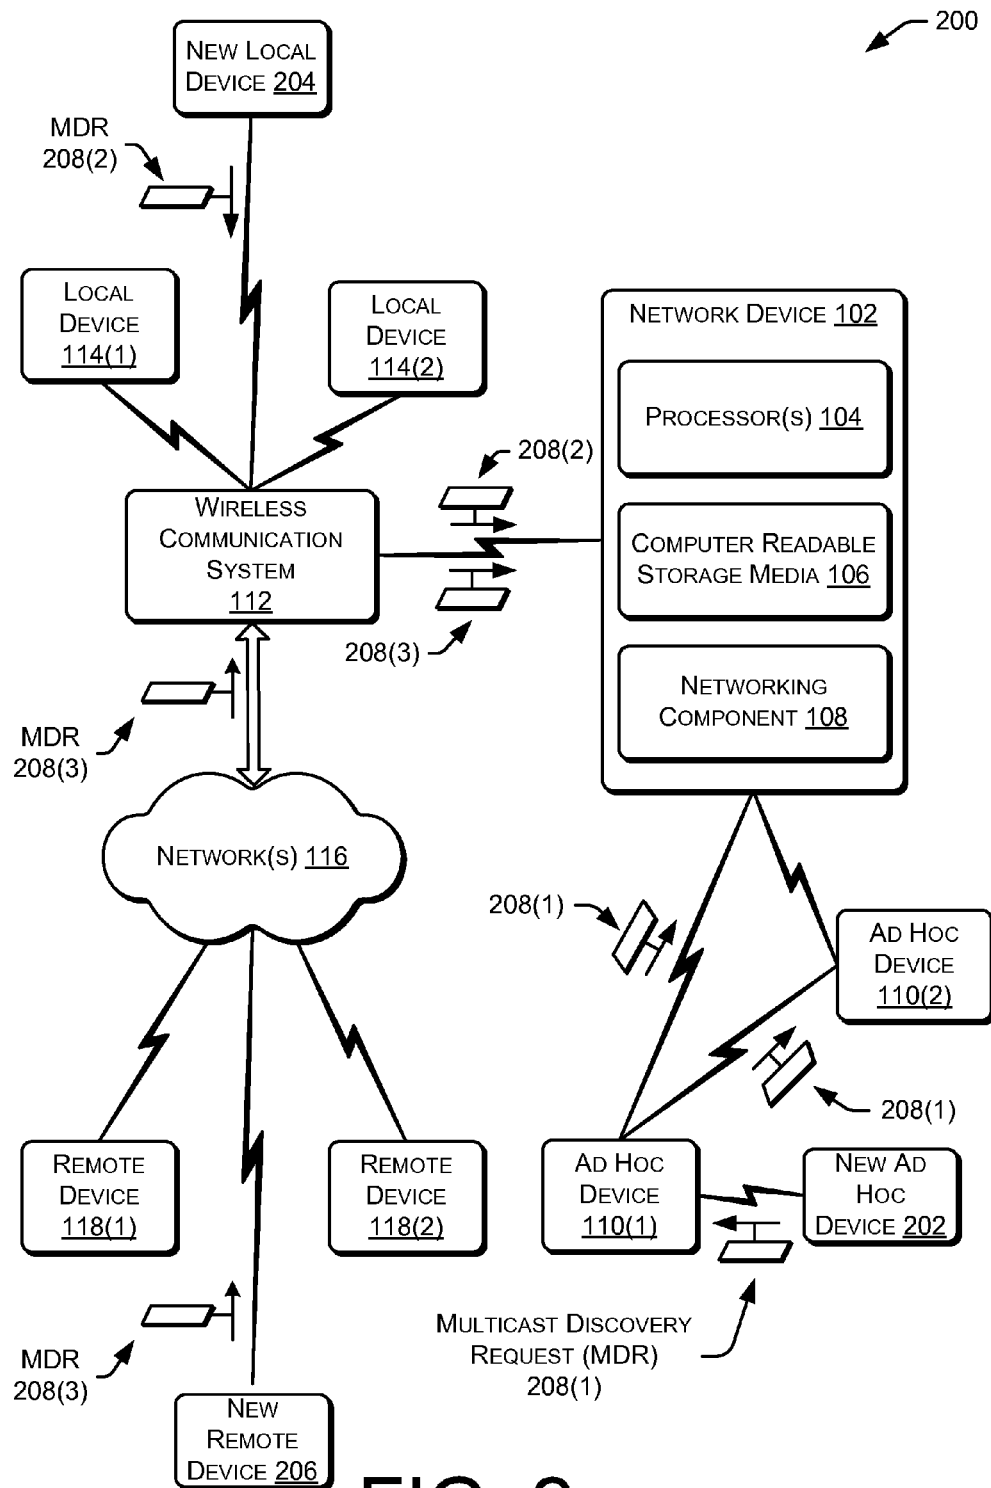 200
NEW LOCAL
DEVICE 204
MDR
208(2)
LOCAL
DEVICE
114(1)
LOCAL
DEVICE
114(2)
NETWORK DEVICE 102
PROCESSOR(S) 104
COMPUTER READABLE
STORAGE MEDIA 106
NETWORKING
COMPONENT 108
208(2)
WIRELESS
COMMUNICATION
SYSTEM
112
208(3)
MDR
208(3)
NETWORK(S) 116
208(1)
AD HOC
DEVICE
110(2)
208(1)
REMOTE
DEVICE
118(1)
REMOTE
DEVICE
118(2)
AD HOC
DEVICE
110(1)
NEW AD
HOC
DEVICE 202
MULTICAST DISCOVERY
REQUEST (MDR)
208(1)
MDR
208(3)
NEW
REMOTE
DEVICE 206